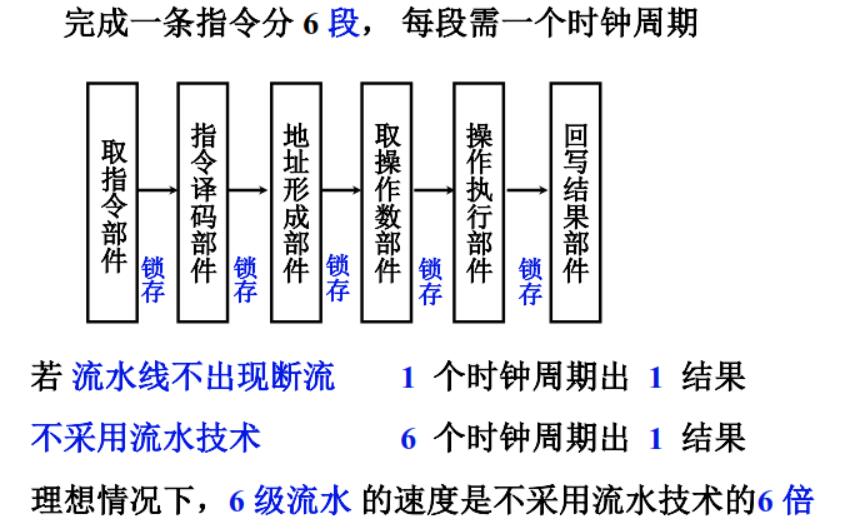 完成一条指令分 6 段， 每段需一个时钟周期
取指令部件
锁存
指令译码部件
锁存
地址形成部件
锁存
取操作数部件
锁存
操作执行部件
锁存
回写结果部件
若 流水线不出现断流 1 个时钟周期出 1 结果
不采用流水技术 6 个时钟周期出 1 结果
理想情况下，6 级流水 的速度是不采用流水技术的6 倍